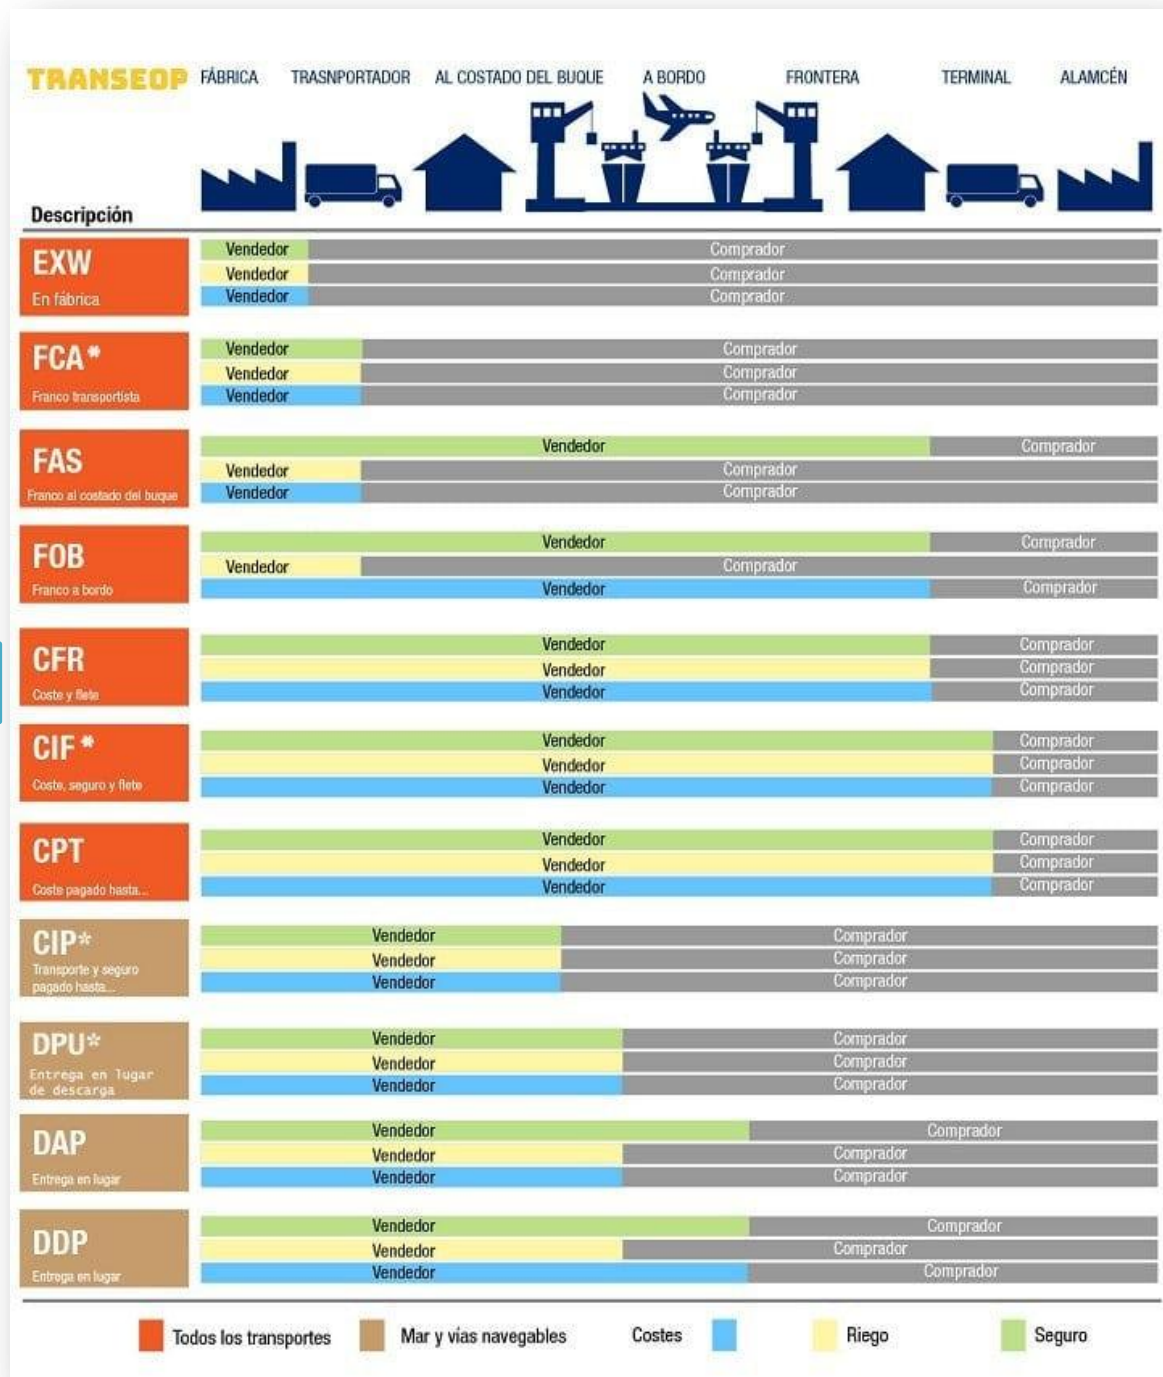 TRANSEOP
FÁBRICA TRASNPORTADOR AL COSTADO DEL BUQUE A BORDO FRONTERA TERMINAL ALAMCÉN
Descripción
EXW
En fábrica
Vendedor Comprador
Vendedor Comprador
Vendedor Comprador
FCA*
Franco transportista
Vendedor Comprador
Vendedor Comprador
Vendedor Comprador
FAS
Franco al costado del buque
Vendedor Comprador
Vendedor Comprador
Vendedor Comprador
FOB
Franco a bordo
Vendedor Comprador
Vendedor Comprador
Vendedor Comprador
CFR
Coste y flete
Vendedor Comprador
Vendedor Comprador
Vendedor Comprador
CIF*
Coste, seguro y flete
Vendedor Comprador
Vendedor Comprador
Vendedor Comprador
CPT
Coste pagado hasta...
Vendedor Comprador
Vendedor Comprador
Vendedor Comprador
CIP*
Transporte y seguro
pagado hasta...
Vendedor Comprador
Vendedor Comprador
Vendedor Comprador
DPU*
Entrega en lugar
de descarga
Vendedor Comprador
Vendedor Comprador
Vendedor Comprador
DAP
Entrega en lugar
Vendedor Comprador
Vendedor Comprador
Vendedor Comprador
DDP
Entrega en lugar
Vendedor Comprador
Vendedor Comprador
Vendedor Comprador
Todos los transportes Mar y vías navegables Costes Riego Seguro